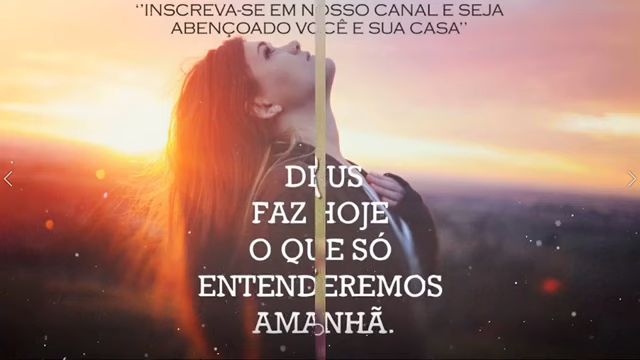 ‘’INSCREVA-SE EM NOSSO CANAL E SEJA
ABENÇOADO VOCÊ E SUA CASA’’
DEUS
FAZ HOJE
O QUE SÓ
ENTENDEREMOS
AMANHÃ.